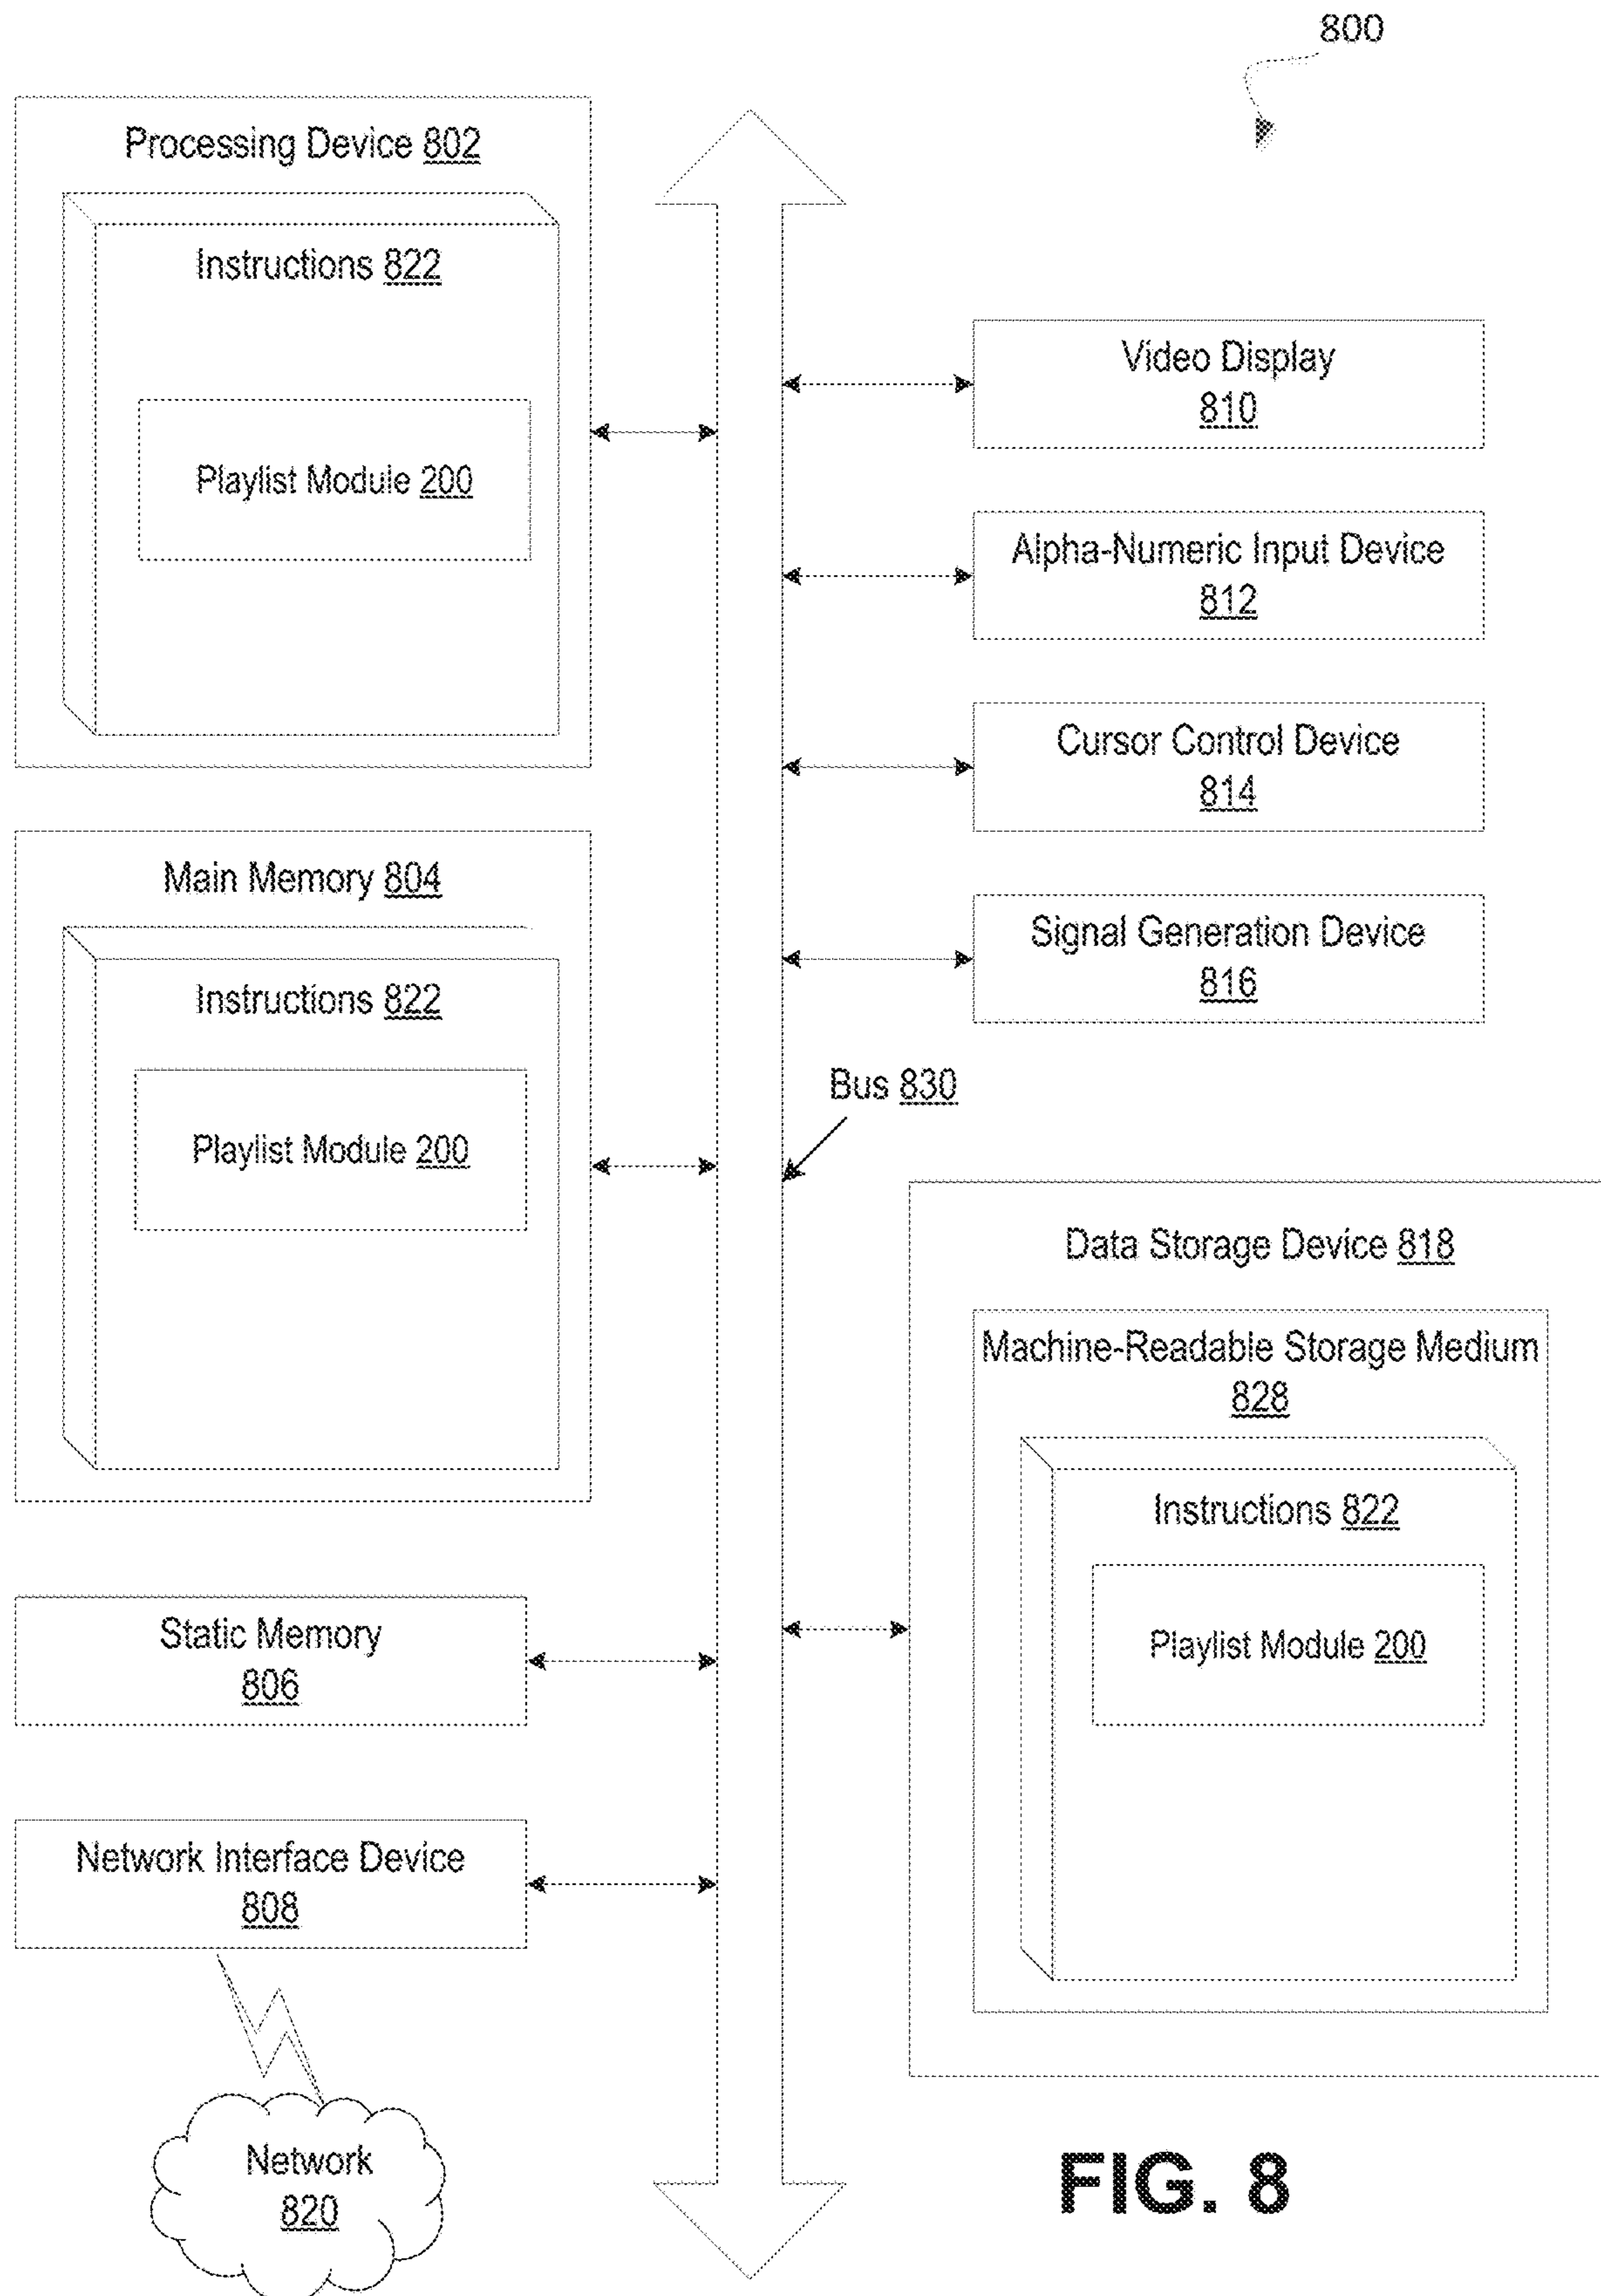 800
Processing Device 802
Instructions 822
Playlist Module 200
Main Memory 804
Instructions 822
Playlist Module 200
Static Memory
806
Network Interface Device
808
Network
820
Video Display
810
Alpha-Numeric Input Device
812
Cursor Control Device
814
Signal Generation Device
816
Bus 830
Data Storage Device 818
Machine-Readable Storage Medium
828
Instructions 822
Playlist Module 200
FIG. 8